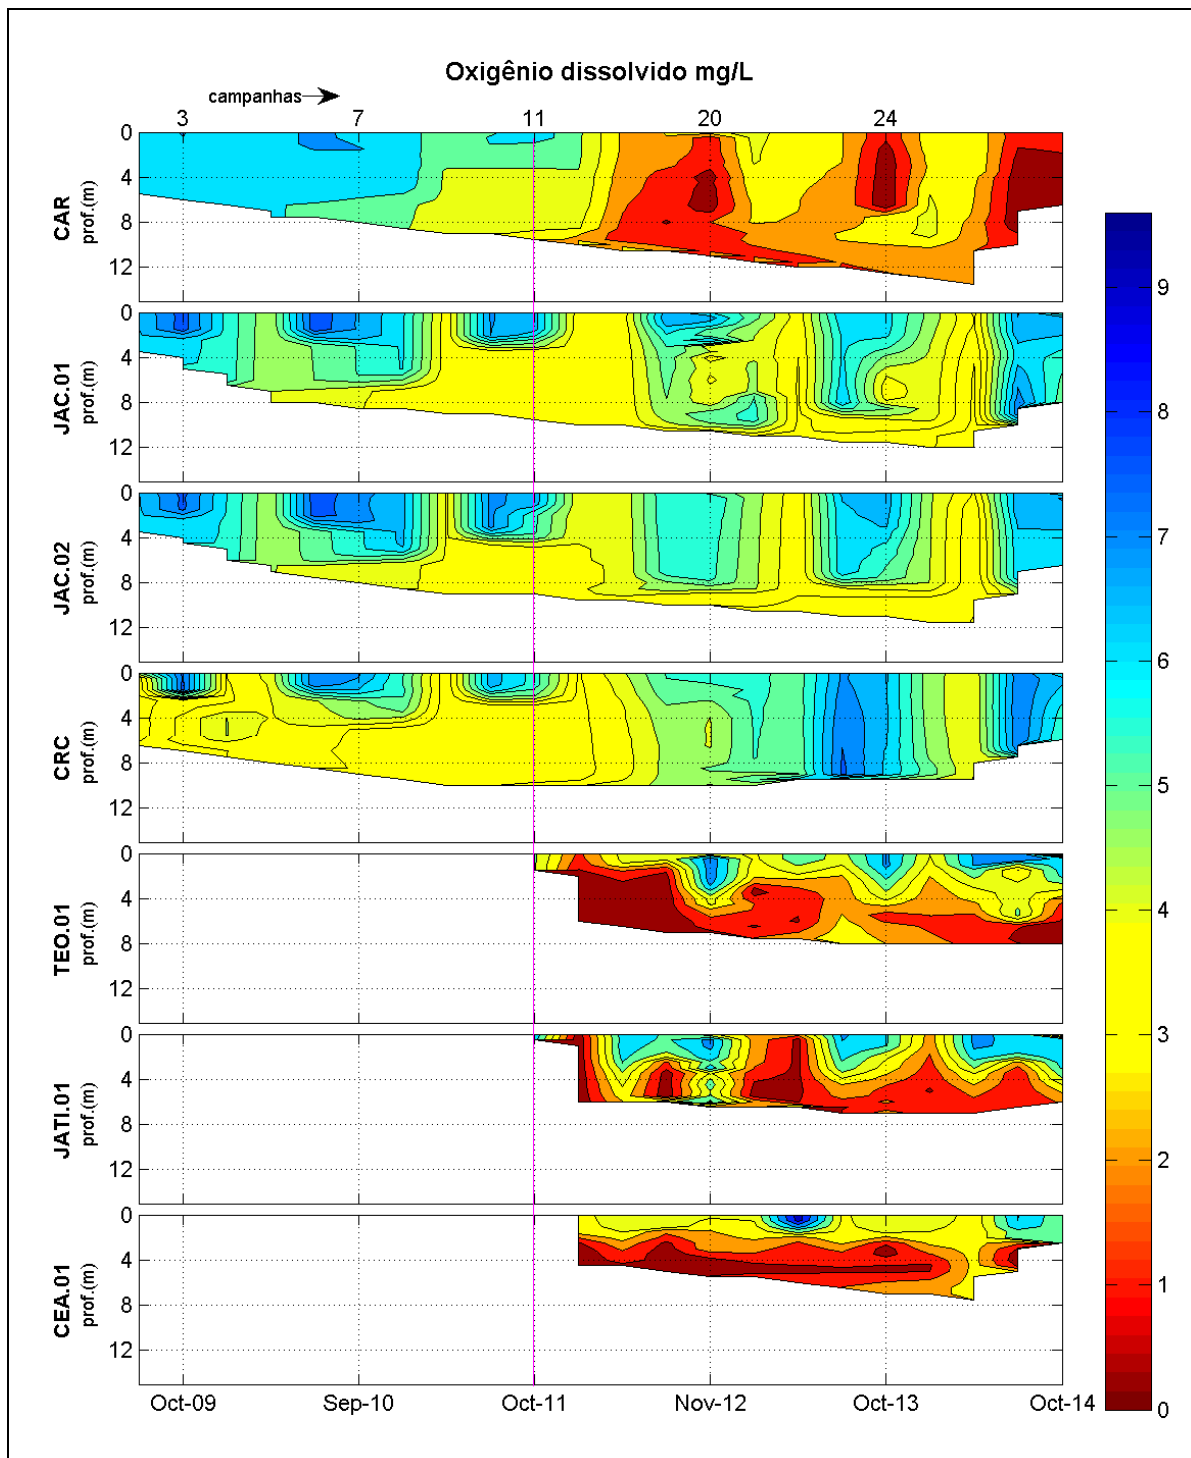 Oxigênio dissolvido mg/L
campanhas
3 7 11 20 24
0
4
8
12
CAR
prof.(m)
0
4
8
12
JAC.01
prof.(m)
0
4
8
12
JAC.02
prof.(m)
0
4
8
12
CRC
prof.(m)
0
4
8
12
TEO.01
prof.(m)
0
4
8
12
JATI.01
prof.(m)
0
4
8
12
CEA.01
prof.(m)
Oct-09 Sep-10 Oct-11 Nov-12 Oct-13 Oct-14
9
8
7
6
5
4
3
2
1
0